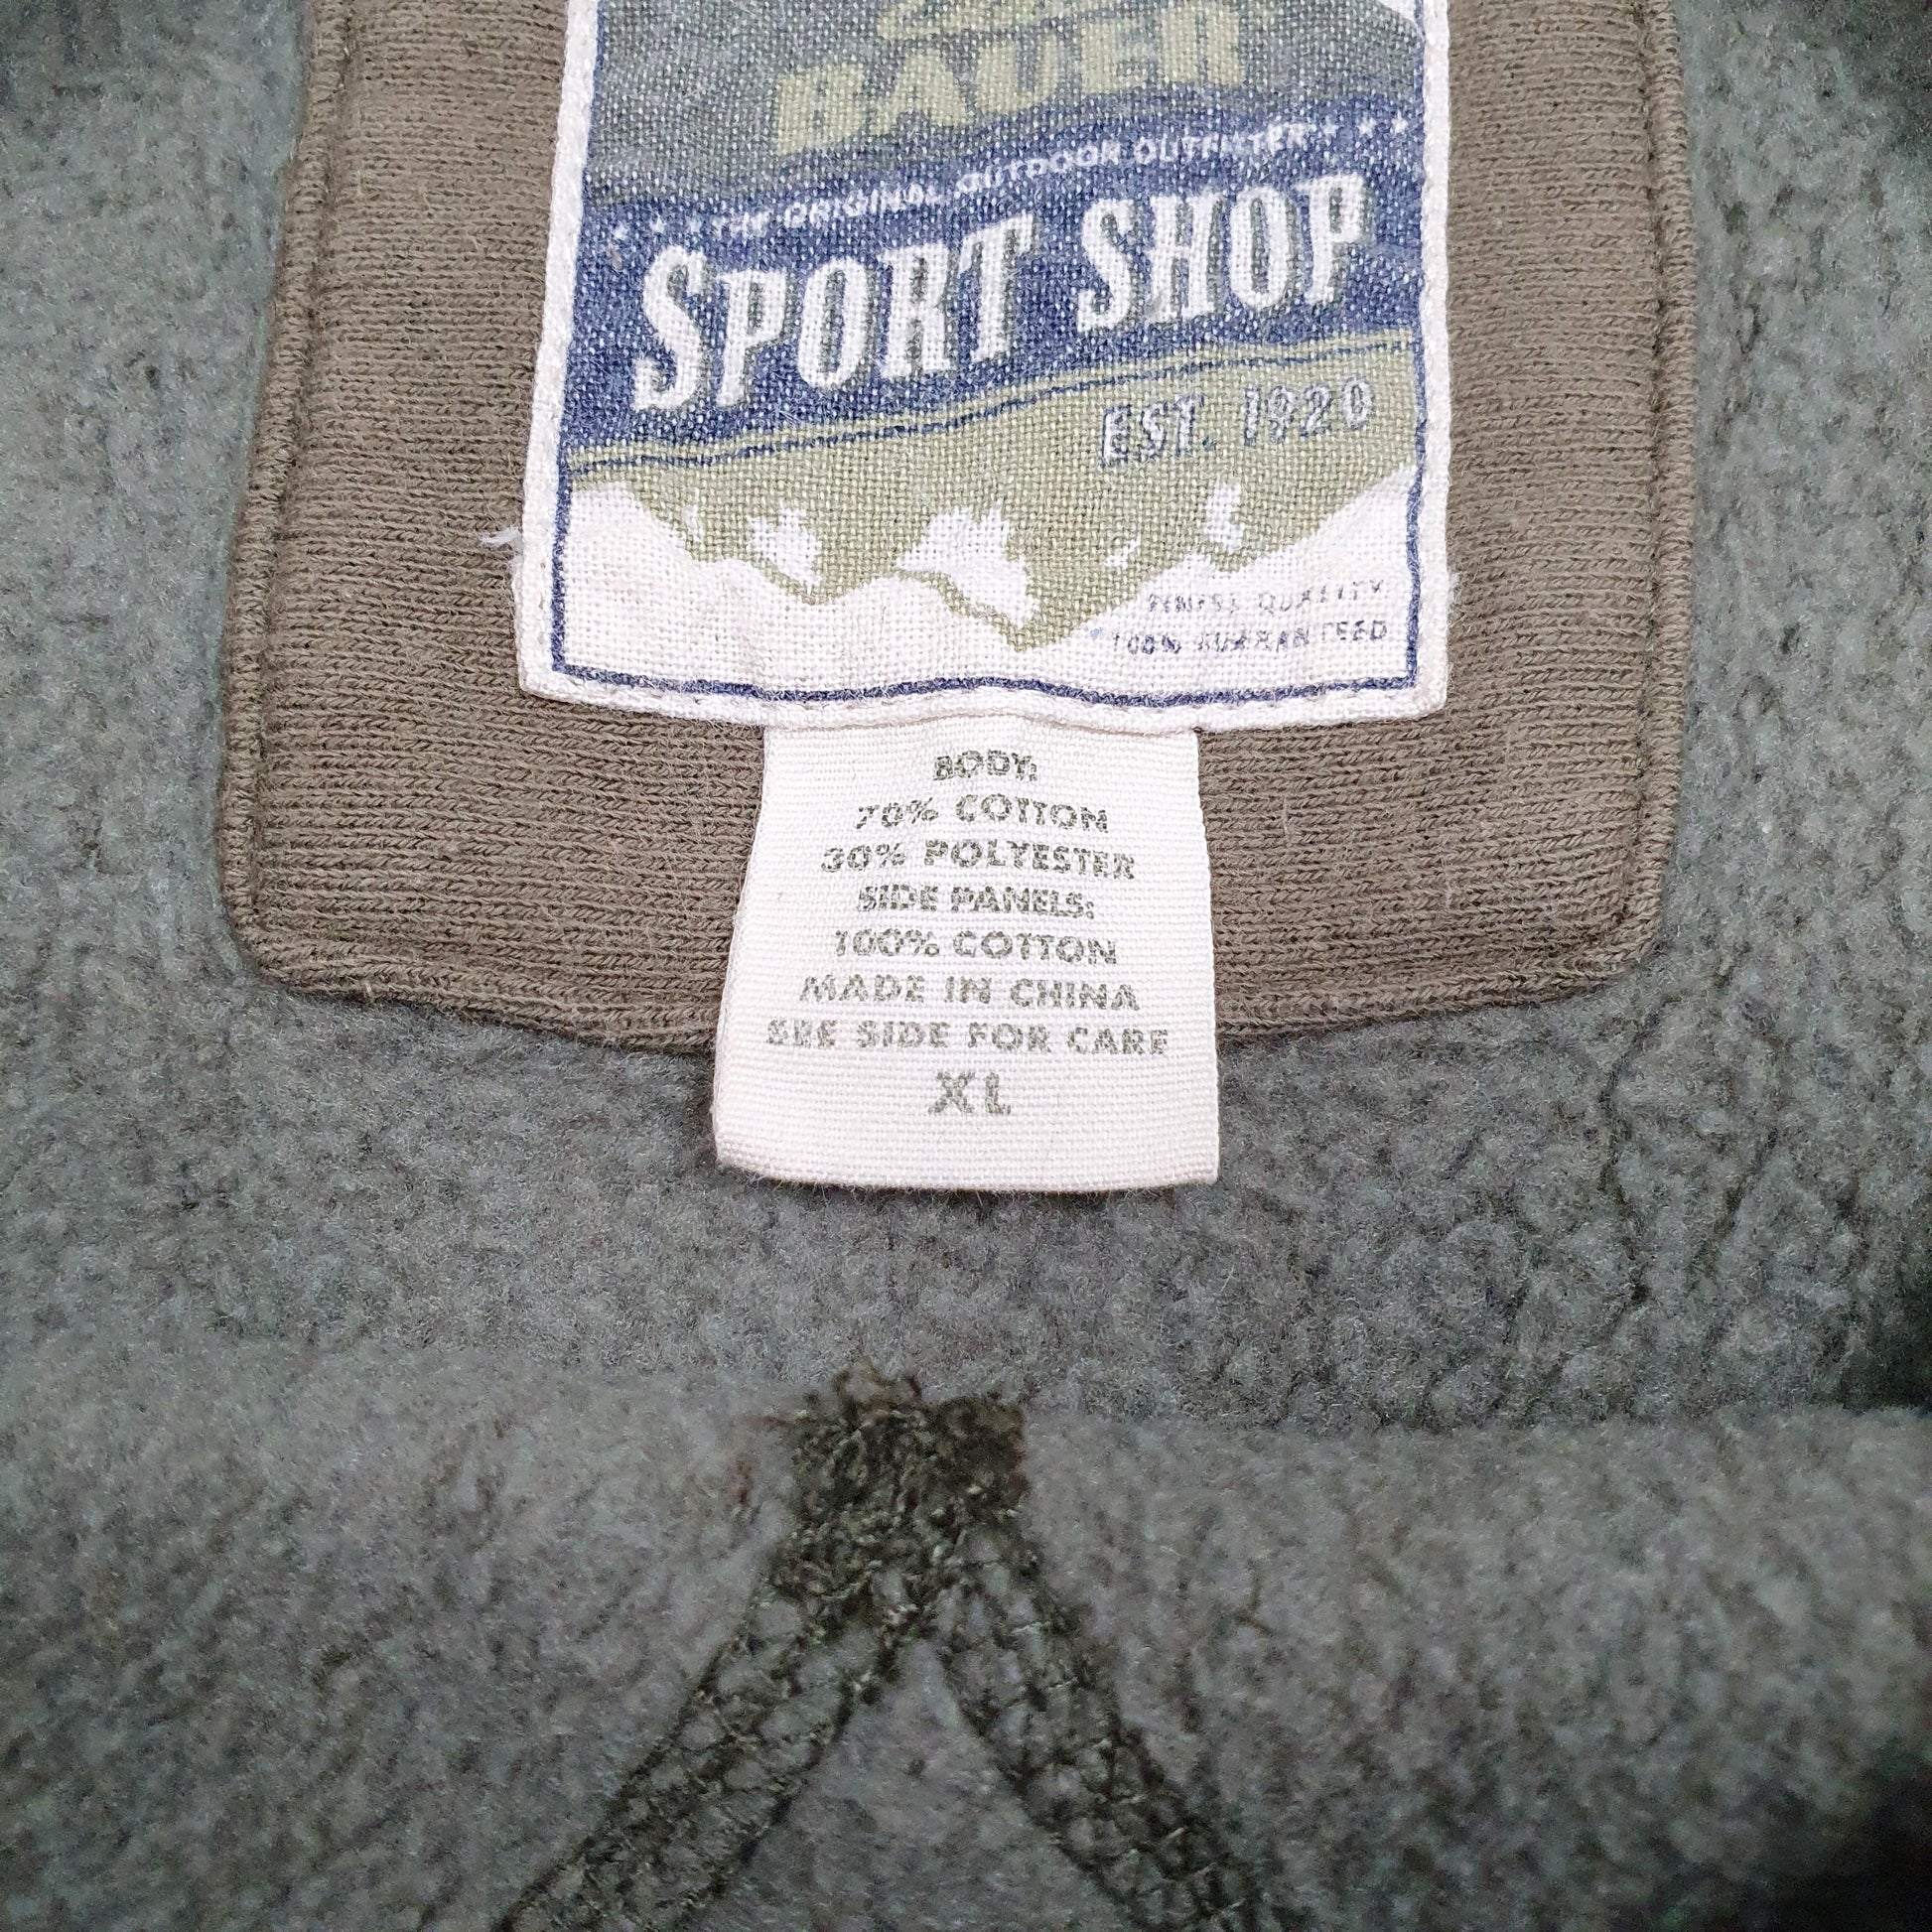 BAUER
THE ORIGINAL OUTDOOR OUTFITTER
SPORT SHOP
EST. 1920
FINEST QUALITY
100% GUARANTEED
BODY:
70% COTTON
30% POLYESTER
SIDE PANELS:
100% COTTON
MADE IN CHINA
SEE SIDE FOR CARE
XL